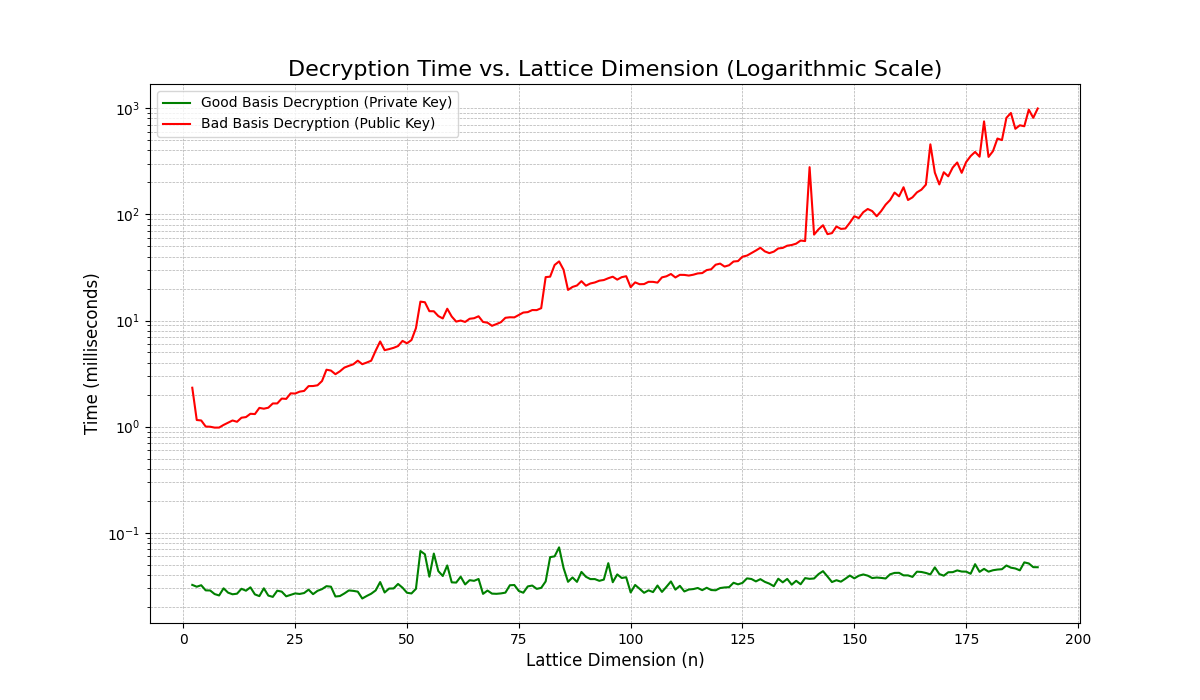 Decryption Time vs. Lattice Dimension (Logarithmic Scale)
Good Basis Decryption (Private Key)
Bad Basis Decryption (Public Key)
Time (milliseconds)
10³
10²
10¹
10⁰
10⁻¹
0 25 50 75 100 125 150 175 200
Lattice Dimension (n)